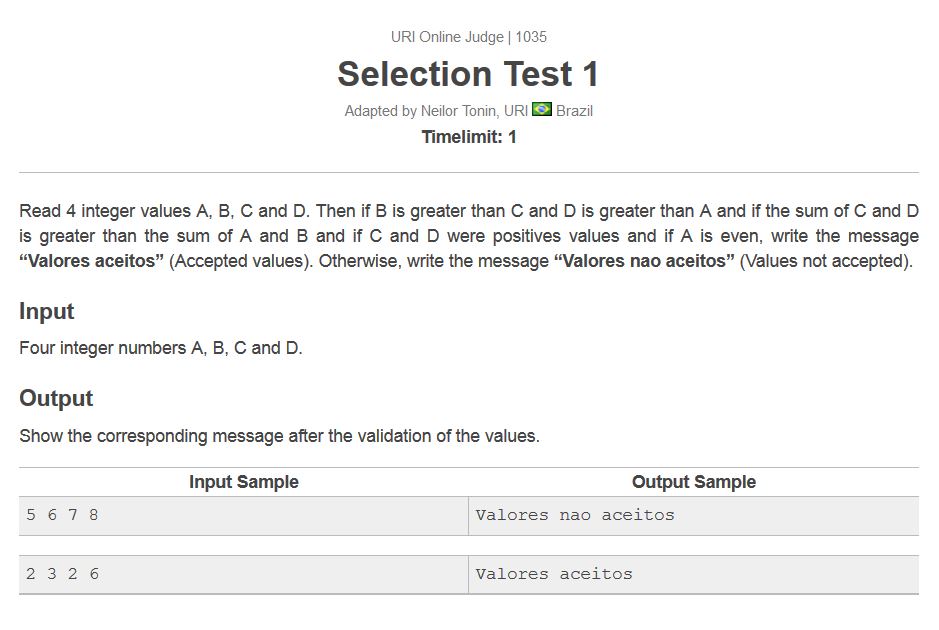 URI Online Judge | 1035
Selection Test 1
Adapted by Neilor Tonin, URI Brazil
Timelimit: 1
Read 4 integer values A, B, C and D. Then if B is greater than C and D is greater than A and if the sum of C and D
is greater than the sum of A and B and if C and D were positives values and if A is even, write the message
“Valores aceitos” (Accepted values). Otherwise, write the message “Valores nao aceitos” (Values not accepted).
Input
Four integer numbers A, B, C and D.
Output
Show the corresponding message after the validation of the values.
Input Sample Output Sample
5 6 7 8 Valores nao aceitos
2 3 2 6 Valores aceitos